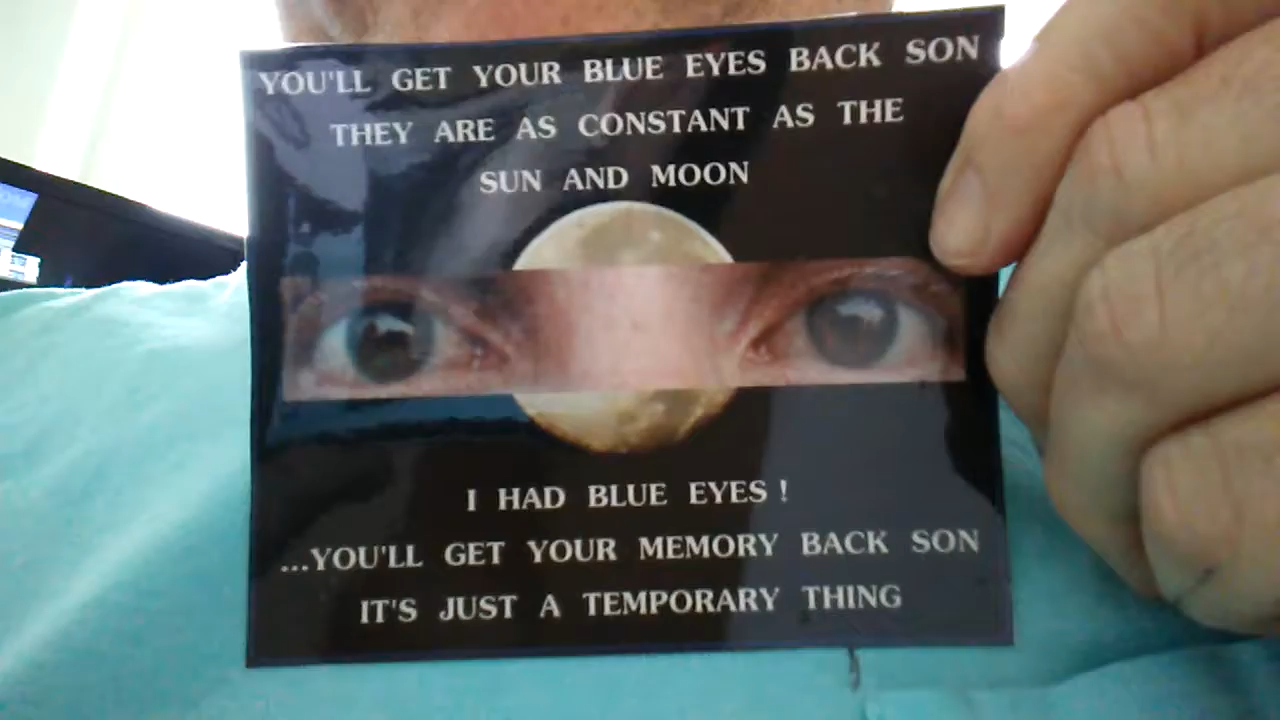 YOU'LL GET YOUR BLUE EYES BACK SON
THEY ARE AS CONSTANT AS THE
SUN AND MOON
I HAD BLUE EYES !
...YOU'LL GET YOUR MEMORY BACK SON
IT'S JUST A TEMPORARY THING